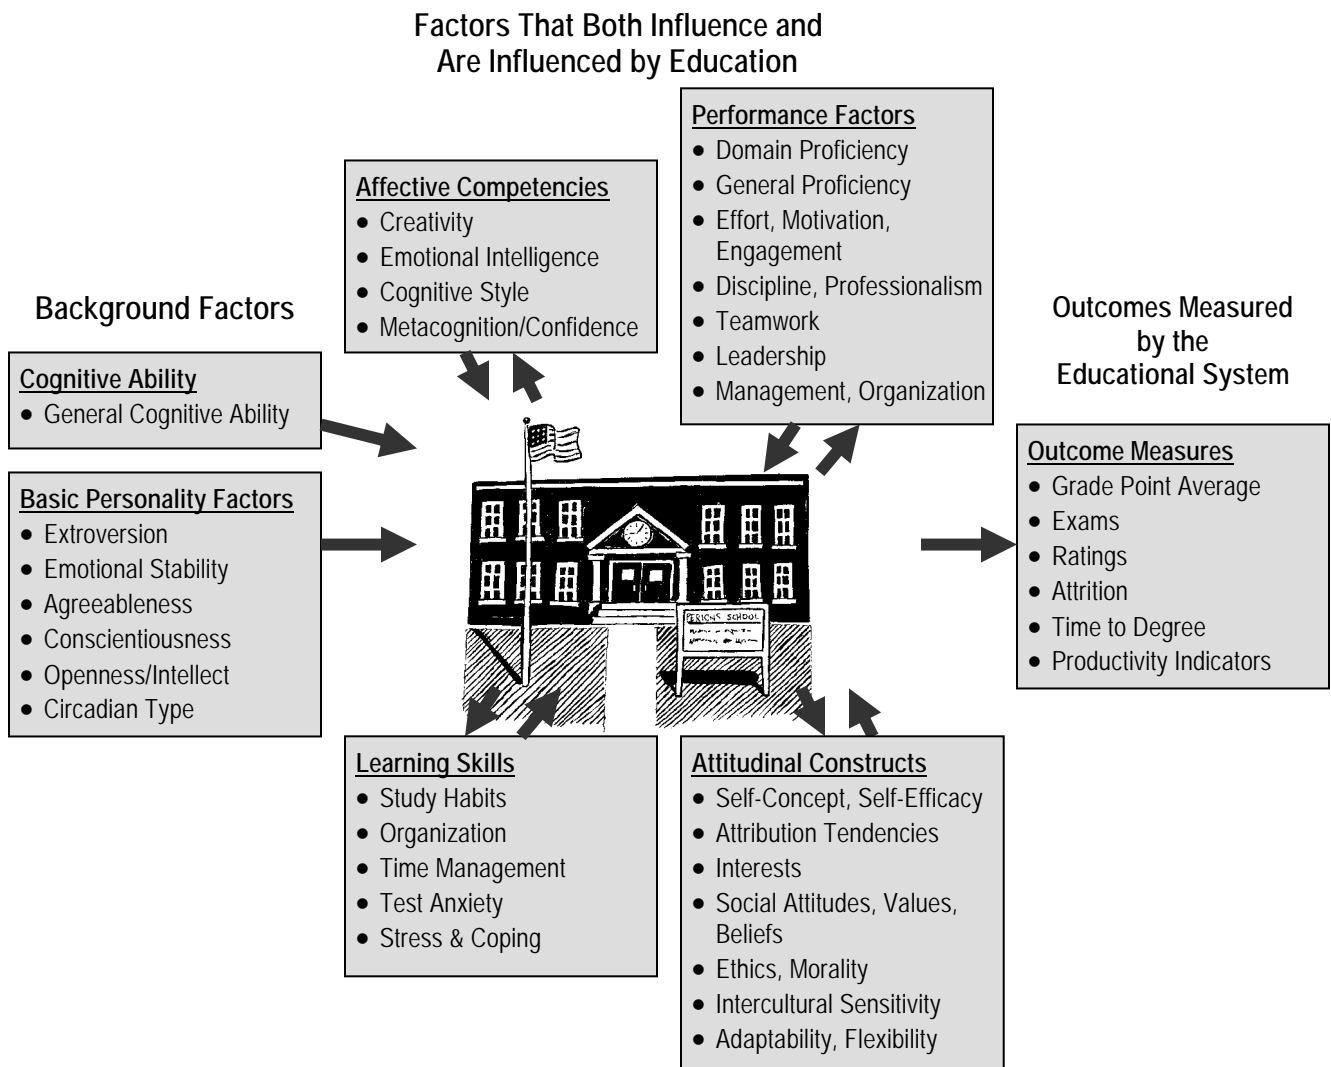 Factors That Both Influence and
Are Influenced by Education
Background Factors
Cognitive Ability
• General Cognitive Ability
Basic Personality Factors
• Extroversion
• Emotional Stability
• Agreeableness
• Conscientiousness
• Openness/Intellect
• Circadian Type
Affective Competencies
• Creativity
• Emotional Intelligence
• Cognitive Style
• Metacognition/Confidence
Performance Factors
• Domain Proficiency
• General Proficiency
• Effort, Motivation,
Engagement
• Discipline, Professionalism
• Teamwork
• Leadership
• Management, Organization
SCHOOL
Learning Skills
• Study Habits
• Organization
• Time Management
• Test Anxiety
• Stress & Coping
Attitudinal Constructs
• Self-Concept, Self-Efficacy
• Attribution Tendencies
• Interests
• Social Attitudes, Values,
Beliefs
• Ethics, Morality
• Intercultural Sensitivity
• Adaptability, Flexibility
Outcomes Measured
by the
Educational System
Outcome Measures
• Grade Point Average
• Exams
• Ratings
• Attrition
• Time to Degree
• Productivity Indicators